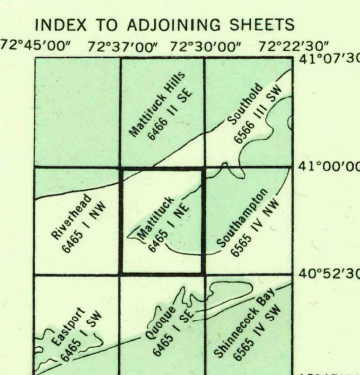 INDEX TO ADJOINING SHEETS
72°45'00" 72°37'00" 72°30'00" 72°22'30"
41°07'30
Mattituck Hills
6466 II SE
Southold
6566 III SW
41°00'00
Riverhead
6465 I NW
Mattituck
6465 I NE
Southampton
6565 IV NW
40°52'30
Eastport
6465 I SW
Quoque
6465 I SE
Shinnecock Bay
6565 IV SW